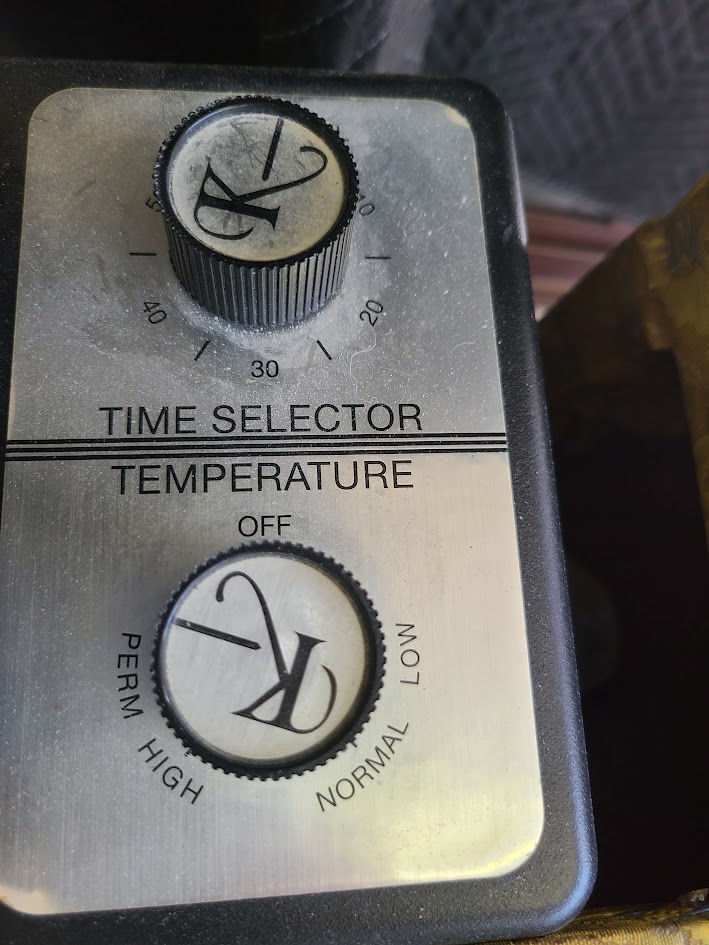 K
40
30
20
TIME SELECTOR
TEMPERATURE
OFF
K
PERM HIGH NORMAL LOW